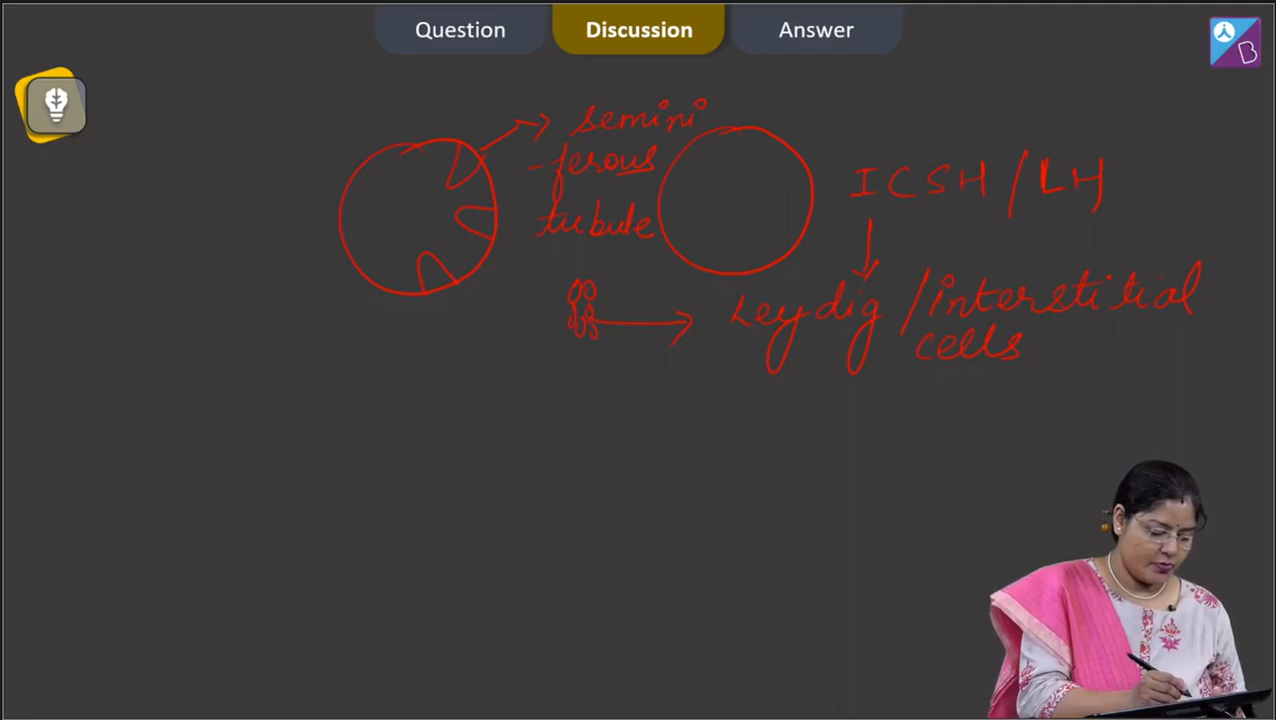 Question
Discussion
Answer
semini
-ferous
tubule
ICSH/LH
Leydig/interstitial
cells
B